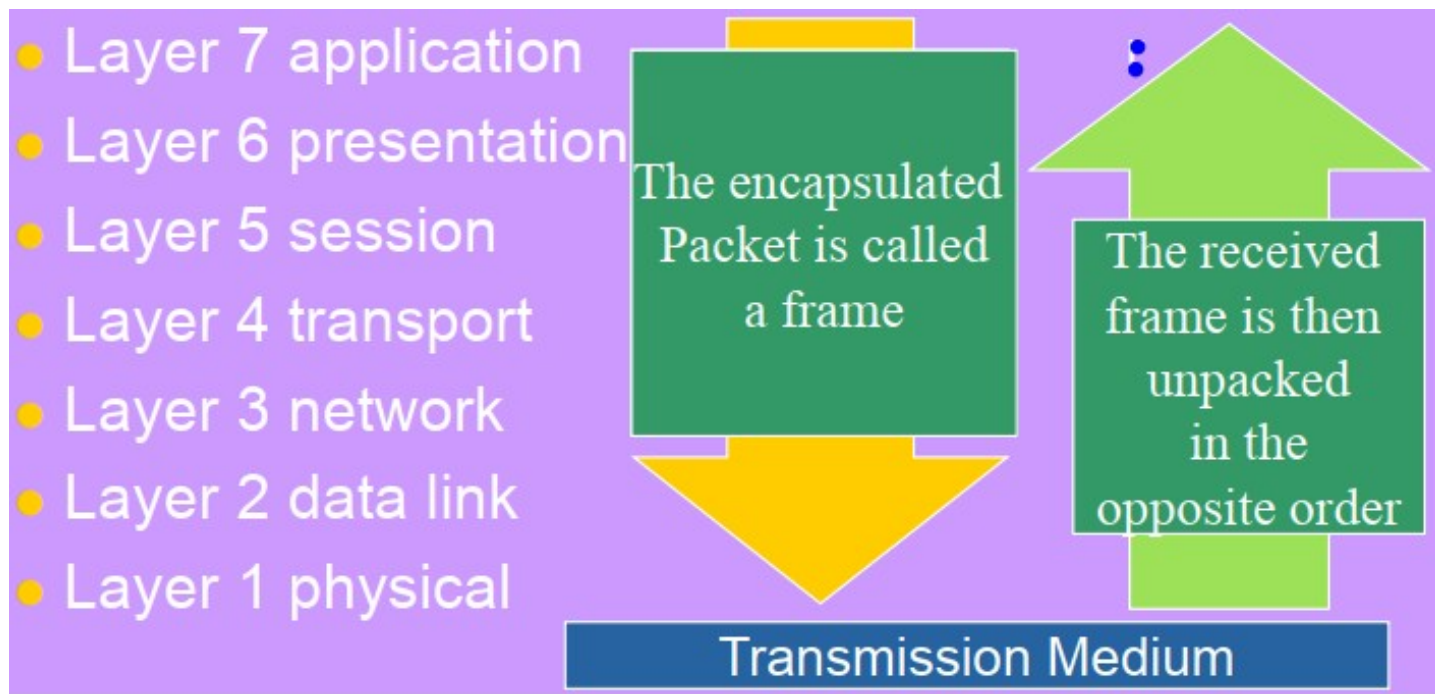 Layer 7 application
Layer 6 presentation
Layer 5 session
Layer 4 transport
Layer 3 network
Layer 2 data link
Layer 1 physical
The encapsulated
Packet is called
a frame
The received
frame is then
unpacked
in the
opposite order
Transmission Medium